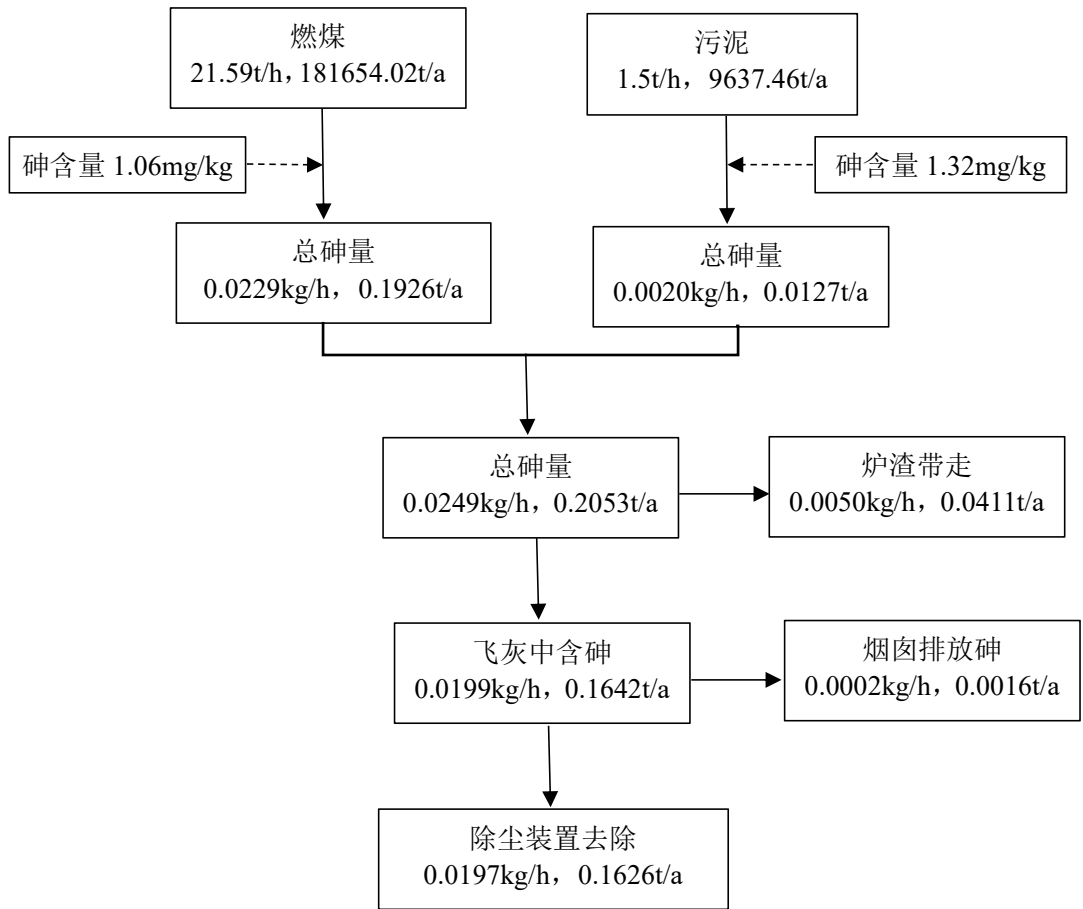 燃煤
21.59t/h, 181654.02t/a
污泥
1.5t/h，9637.46t/a
砷含量 1.06mg/kg
砷含量 1.32mg/kg
总砷量
0.0229kg/h，0.1926t/a
总砷量
0.0020kg/h，0.0127t/a
总砷量
0.0249kg/h，0.2053t/a
炉渣带走
0.0050kg/h，0.0411t/a
飞灰中含砷
0.0199kg/h，0.1642t/a
烟囱排放砷
0.0002kg/h，0.0016t/a
除尘装置去除
0.0197kg/h，0.1626t/a